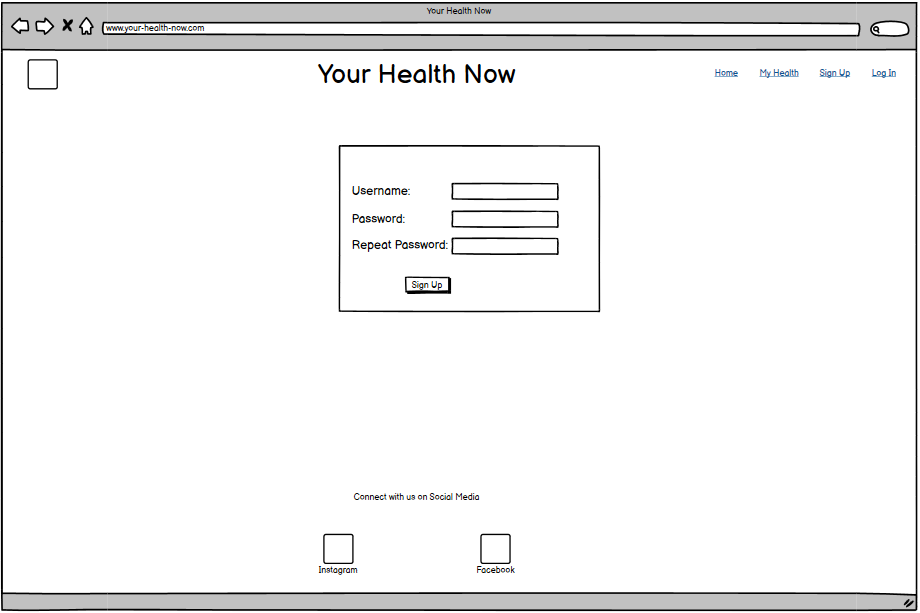 Your Health Now
www.your-health-now.com
Your Health Now
Home My Health Sign Up Log In
Username:
Password:
Repeat Password:
Sign Up
Connect with us on Social Media
Instagram Facebook